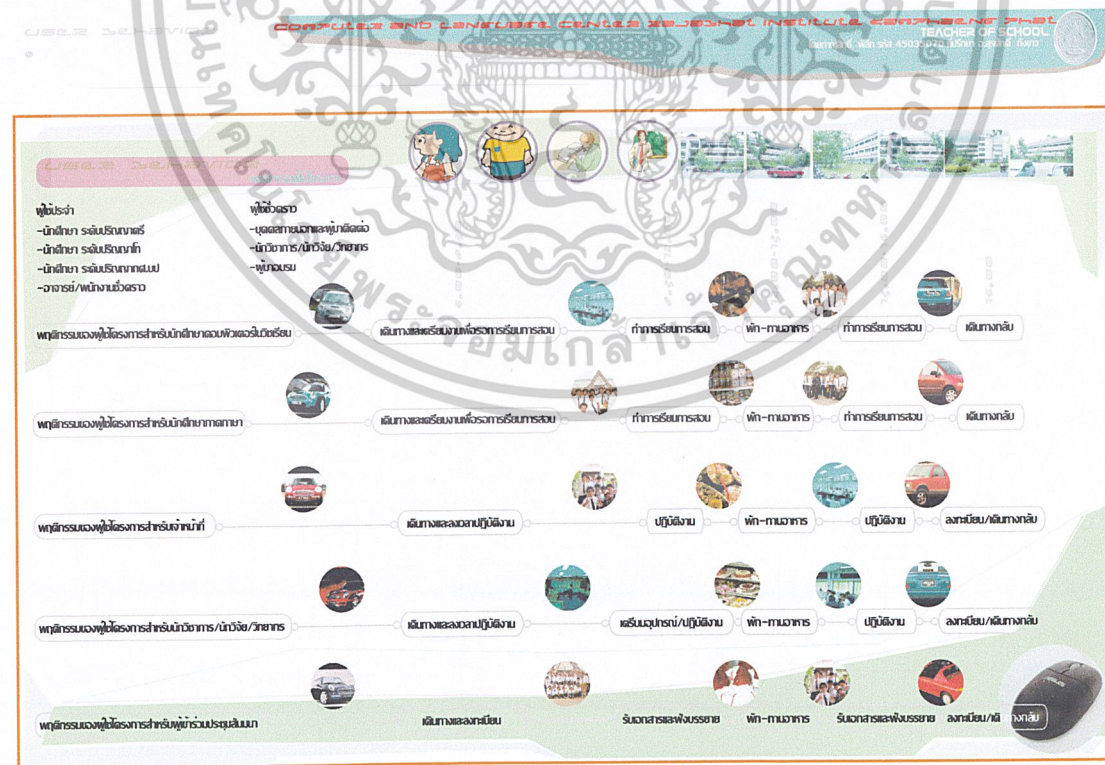 USER BEHAVIOR
COMPUTER AND LANGUAGE CENTER RAJABHAT INSTITUTE KAMPHAENG PHET
TEACHER OF SCHOOL
USER BEHAVIOR
ผู้ใช้ประจำ
-นักศึกษา ระดับปริญญาตรี
-นักศึกษา ระดับปริญญาโท
-นักศึกษา ระดับปริญญากศ.บป
-อาจารย์/พนักงานชั่วคราว
ผู้ใช้ชั่วคราว
-บุคคลภายนอกและผู้มาติดต่อ
-นักวิชาการ/นักวิจัย/วิทยากร
-ผู้มาอบรม
พฤติกรรมของผู้ใช้โครงการสำหรับนักศึกษาคอมพิวเตอร์ในวิชเรียน เดินทางและเตรียมงานเพื่อรอการเรียนการสอน ทำการเรียนการสอน พัก-ทานอาหาร ทำการเรียนการสอน เดินทางกลับ
พฤติกรรมของผู้ใช้โครงการสำหรับนักศึกษาภาคภาษา เดินทางและเตรียมงานเพื่อรอการเรียนการสอน ทำการเรียนการสอน พัก-ทานอาหาร ทำการเรียนการสอน เดินทางกลับ
พฤติกรรมของผู้ใช้โครงการสำหรับเจ้าหน้าที่ เดินทางและลงเวลาปฏิบัติงาน ปฏิบัติงาน พัก-ทานอาหาร ปฏิบัติงาน ลงทะเบียน/เดินทางกลับ
พฤติกรรมของผู้ใช้โครงการสำหรับนักวิชาการ/นักวิจัย/วิทยากร เดินทางและลงเวลาปฏิบัติงาน เตรียมอุปกรณ์/ปฏิบัติงาน พัก-ทานอาหาร ปฏิบัติงาน ลงทะเบียน/เดินทางกลับ
พฤติกรรมของผู้ใช้โครงการสำหรับผู้เข้าร่วมประชุมสัมมนา เดินทางและลงทะเบียน รับเอกสารและฟังบรรยาย พัก-ทานอาหาร รับเอกสารและฟังบรรยาย ลงทะเบียน/เดินทางกลับ